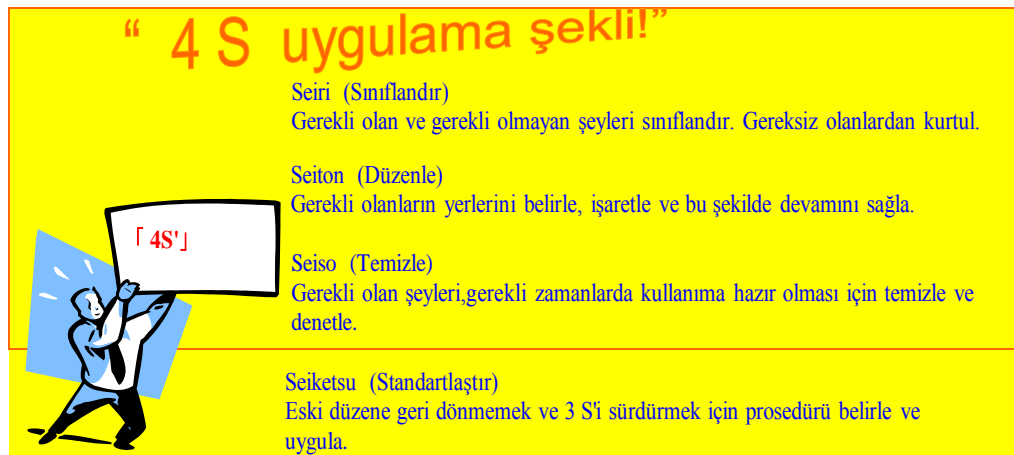 “ 4 S uygulama şekli!”
Seiri (Sınıflandır)
Gerekli olan ve gerekli olmayan şeyleri sınıflandır. Gereksiz olanlardan kurtul.
Seiton (Düzenle)
Gerekli olanların yerlerini belirle, işaretle ve bu şekilde devamını sağla.
「 4S'」
Seiso (Temizle)
Gerekli olan şeyleri,gerekli zamanlarda kullanıma hazır olması için temizle ve
denetle.
Seiketsu (Standartlaştır)
Eski düzene geri dönmemek ve 3 S'i sürdürmek için prosedürü belirle ve
uygula.